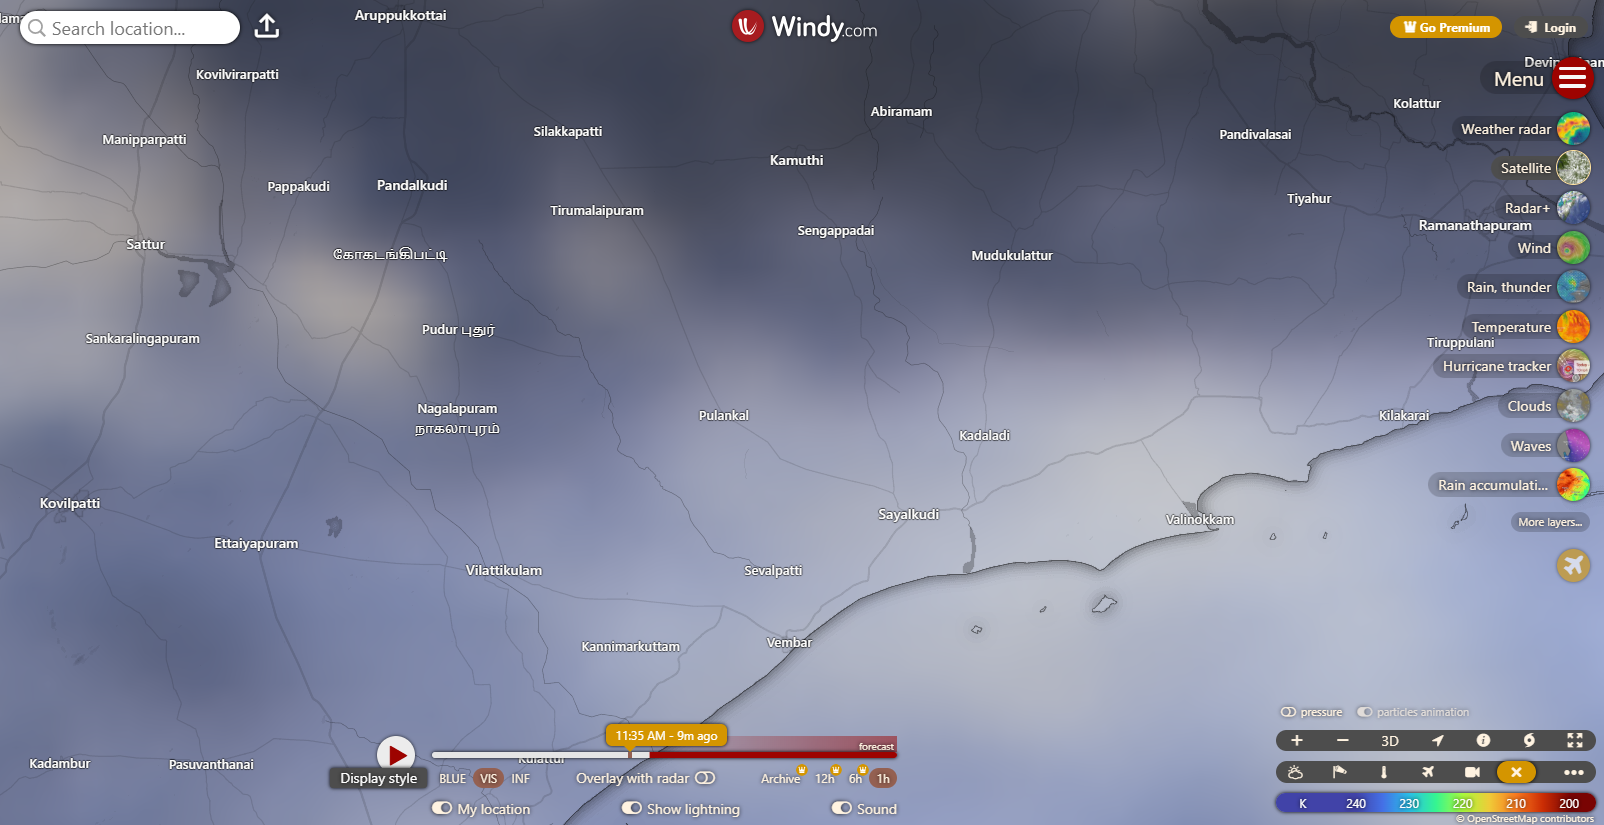 Aruppukkottai
Search location...
Windy.com
Go Premium
Login
Kovilvirarpatti
Menu
Abiramam
Kolattur
Manipparpatti
Silakkapatti
Pandivalasai
Weather radar
Kamuthi
Satellite
Pappakudi
Pandalkudi
Tirumalaipuram
Tiyahur
Radar+
Sengappadai
Ramanathapuram
Sattur
கோகடங்கிபட்டி
Mudukulattur
Wind
Rain, thunder
Pudur புதூர்
Temperature
Sankaralingapuram
Tiruppulani
Hurricane tracker
Nagalapuram
நாகலாபுரம்
Pulankal
Kadaladi
Kilakarai
Clouds
Waves
Rain accumulati...
Kovilpatti
Sayalkudi
Valinokkam
More layers...
Ettaiyapuram
Vilattikulam
Sevalpatti
Kannimarkuttam
Vembar
pressure
particles animation
11:35 AM - 9m ago
forecast
3D
Kadambur
Pasuvanthanai
Kulattur
Display style
BLUE
VIS
INF
Overlay with radar
Archive
12h
6h
1h
My location
Show lightning
Sound
K 240 230 220 210 200
© OpenStreetMap contributors